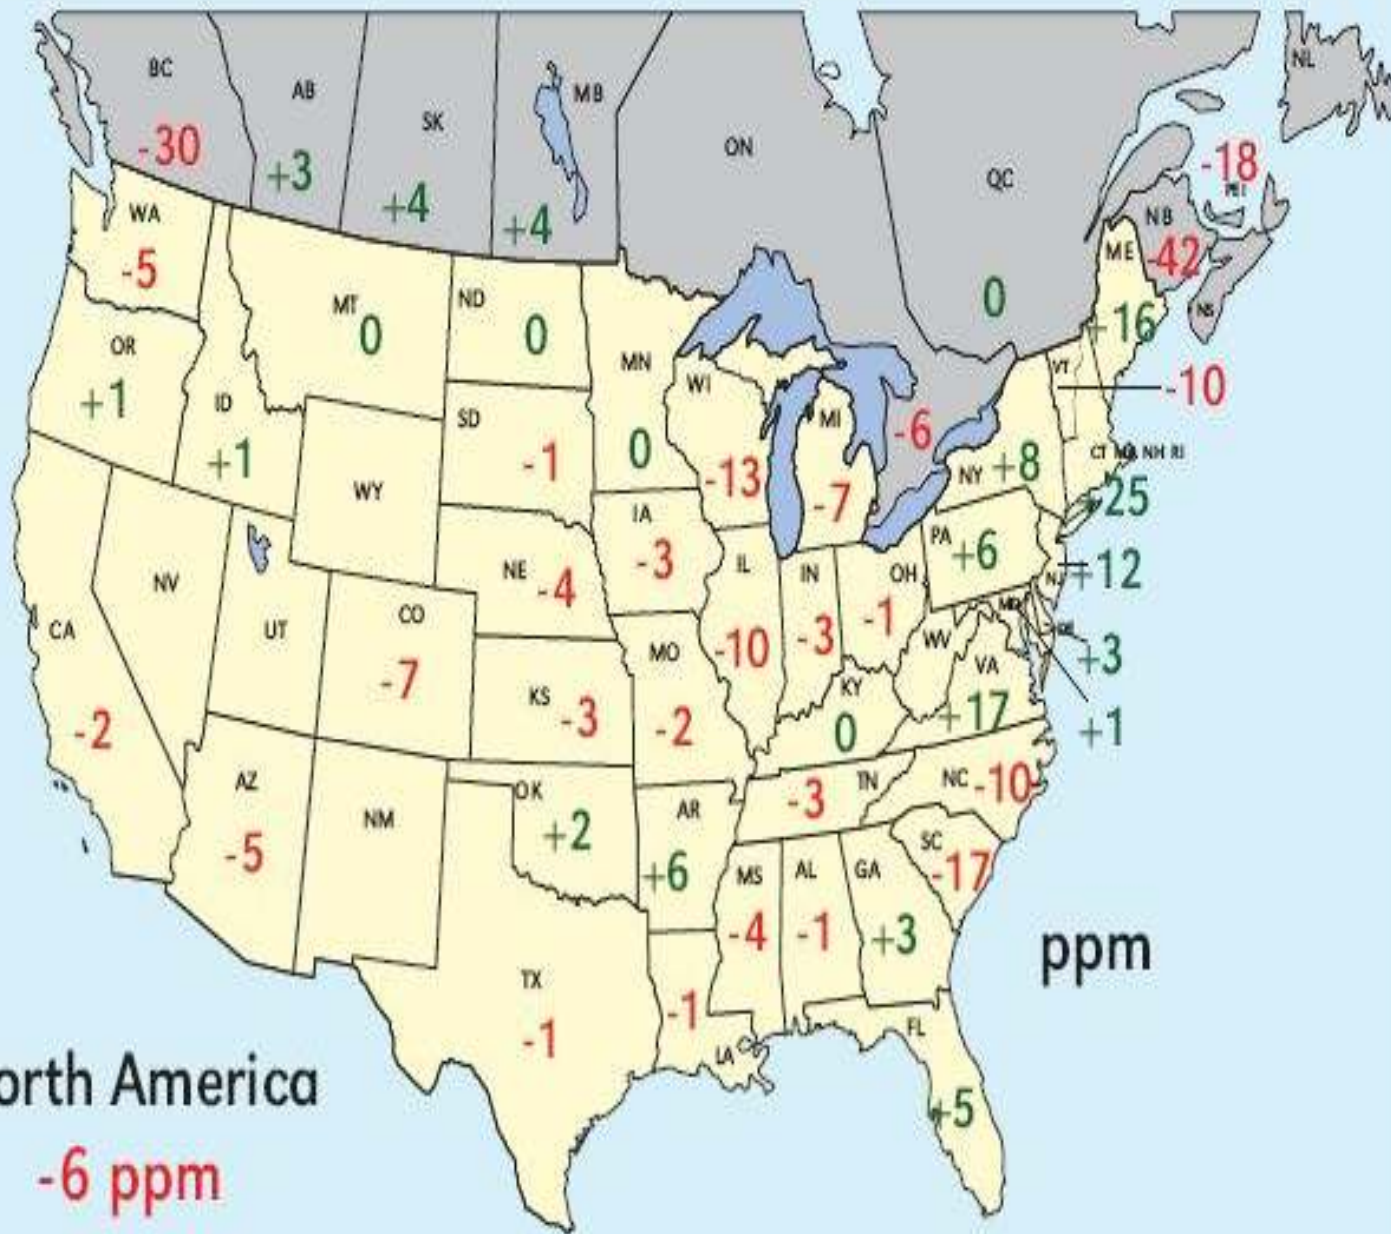 BC
AB
SK
MB
ON
QC
NL
-30
+3
+4
+4
-18
PEI
NB
-42
NS
WA
-5
MT
0
ND
0
0
ME
+16
OR
+1
ID
+1
MN
0
WI
-13
MI
-7
-6
VT
-10
SD
-1
WY
IA
-3
NY +8
CT MA NH RI
+25
NE -4
PA
+6
NJ +12
NV
UT
CO
-7
IL
-10
IN
-3
OH
-1
MD
DE
+3
+1
CA
-2
KS -3
MO
-2
KY
0
WV
VA
+17
AZ
-5
NM
OK
+2
AR
+6
TN
-3
NC -10
SC
-17
MS
-4
AL
-1
GA
+3
ppm
TX
-1
-1
LA
FL
+5
orth America
-6 ppm